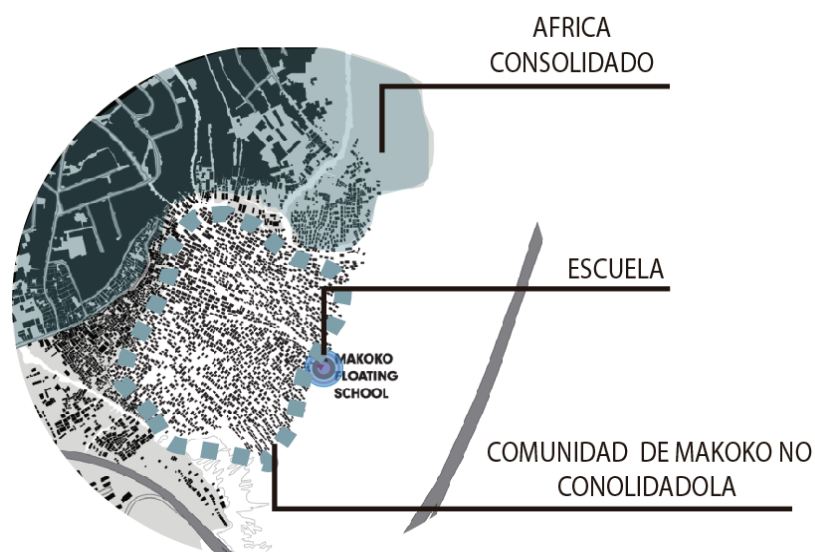 AFRICA
CONSOLIDADO
ESCUELA
MAKOKO
FLOATING
SCHOOL
COMUNIDAD DE MAKOKO NO
CONOLIDADOLA